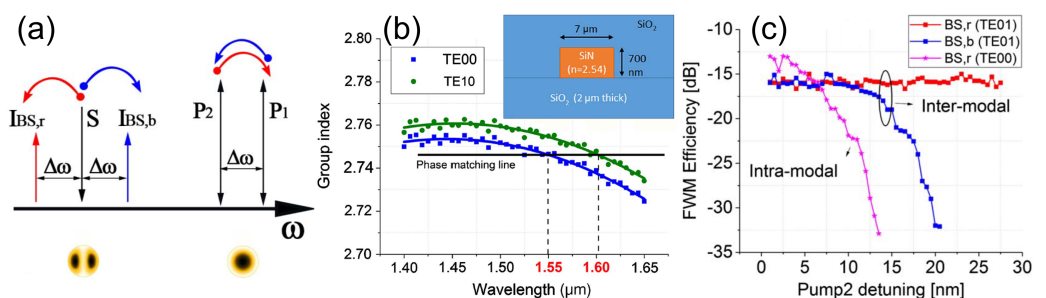 (a)
I_BS,r
S
I_BS,b
P_2
P_1
Δω
Δω
Δω
ω
(b)
2.80
2.78
2.76
2.74
2.72
2.70
Group index
TE00
TE10
Phase matching line
7 μm
SiO_2
SiN
(n=2.54)
700
nm
SiO_2 (2 μm thick)
1.40
1.45
1.50
1.55
1.60
1.65
Wavelength (μm)
(c)
BS,r (TE01)
BS,b (TE01)
BS,r (TE00)
-10
-15
-20
-25
-30
-35
FWM Efficiency [dB]
Inter-modal
Intra-modal
0
5
10
15
20
25
30
Pump2 detuning [nm]